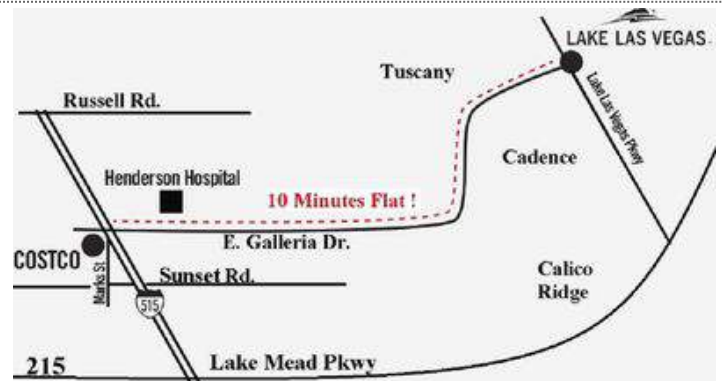 LAKE LAS VEGAS
Tuscany
Russell Rd.
Lake Las Vegas Pkwy
Cadence
Henderson Hospital
10 Minutes Flat !
E. Galleria Dr.
COSTCO
Marks St
Sunset Rd.
Calico
Ridge
515
215
Lake Mead Pkwy